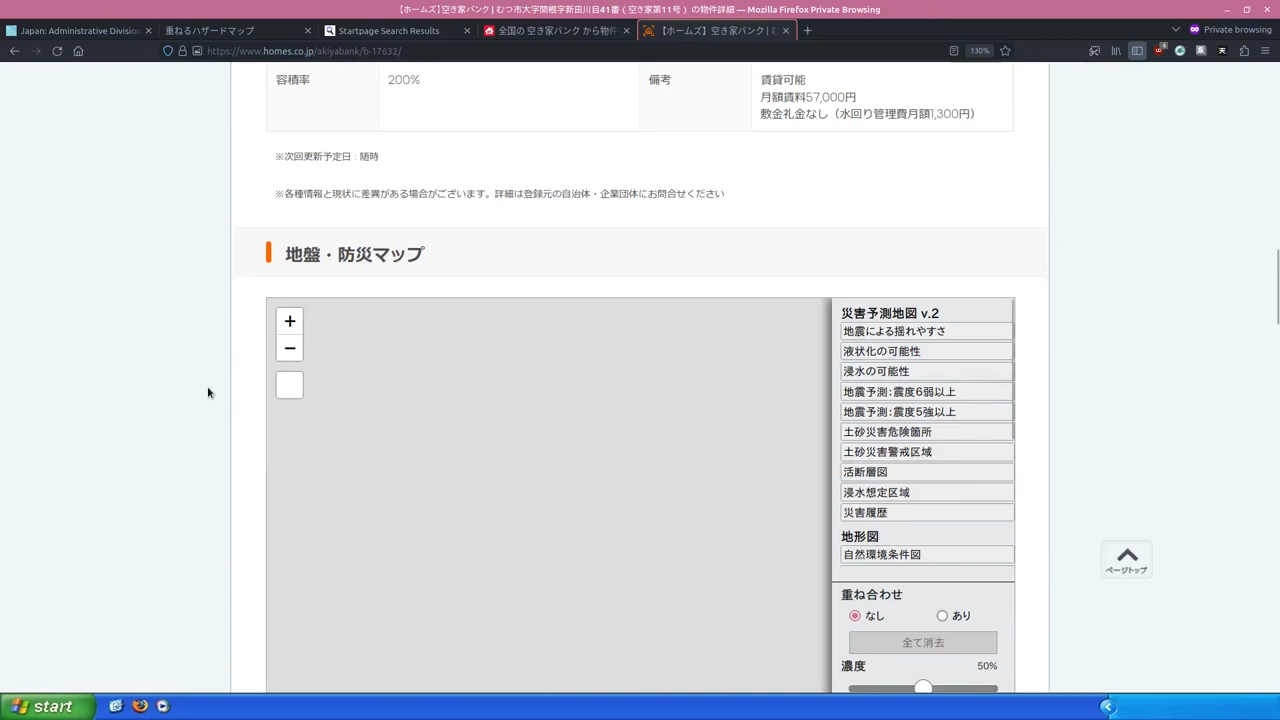 【ホームズ】空き家バンク | むつ市大字関根字新田川目41番（空き家第11号）の物件詳細 — Mozilla Firefox Private Browsing
Japan: Administrative Division
重ねるハザードマップ
Startpage Search Results
全国の 空き家バンク から物件
【ホームズ】空き家バンク | む
Private browsing
https://www.homes.co.jp/akiyabank/b-17632/
130%
容積率
200%
備考
賃貸可能
月額賃料57,000円
敷金礼金なし（水回り管理費月額1,300円）
※次回更新予定日 : 随時
※各種情報と現状に差異がある場合がございます。詳細は登録元の自治体・企業団体にお問合せください
地盤・防災マップ
+
−
災害予測地図 v.2
地震による揺れやすさ
液状化の可能性
浸水の可能性
地震予測：震度6弱以上
地震予測：震度5強以上
土砂災害危険箇所
土砂災害警戒区域
活断層図
浸水想定区域
災害履歴
地形図
自然環境条件図
重ね合わせ
なし
あり
全て消去
濃度
50%
ページトップ
start